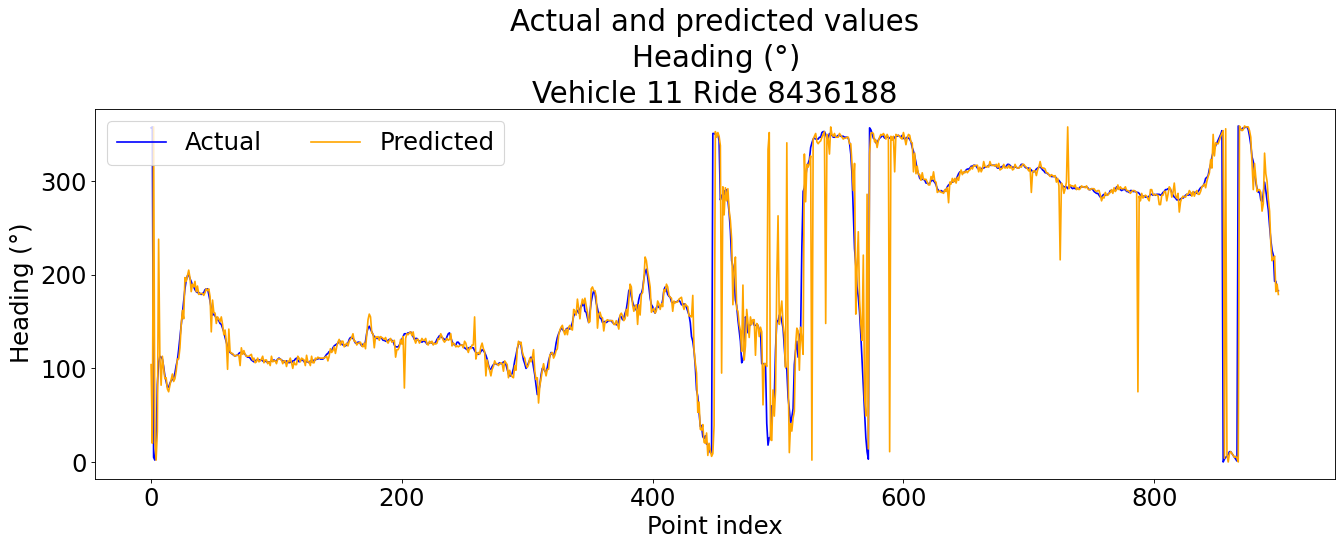 Actual and predicted values
Heading (°)
Vehicle 11 Ride 8436188
Actual
Predicted
Heading (°)
300
200
100
0
0
200
400
600
800
Point index